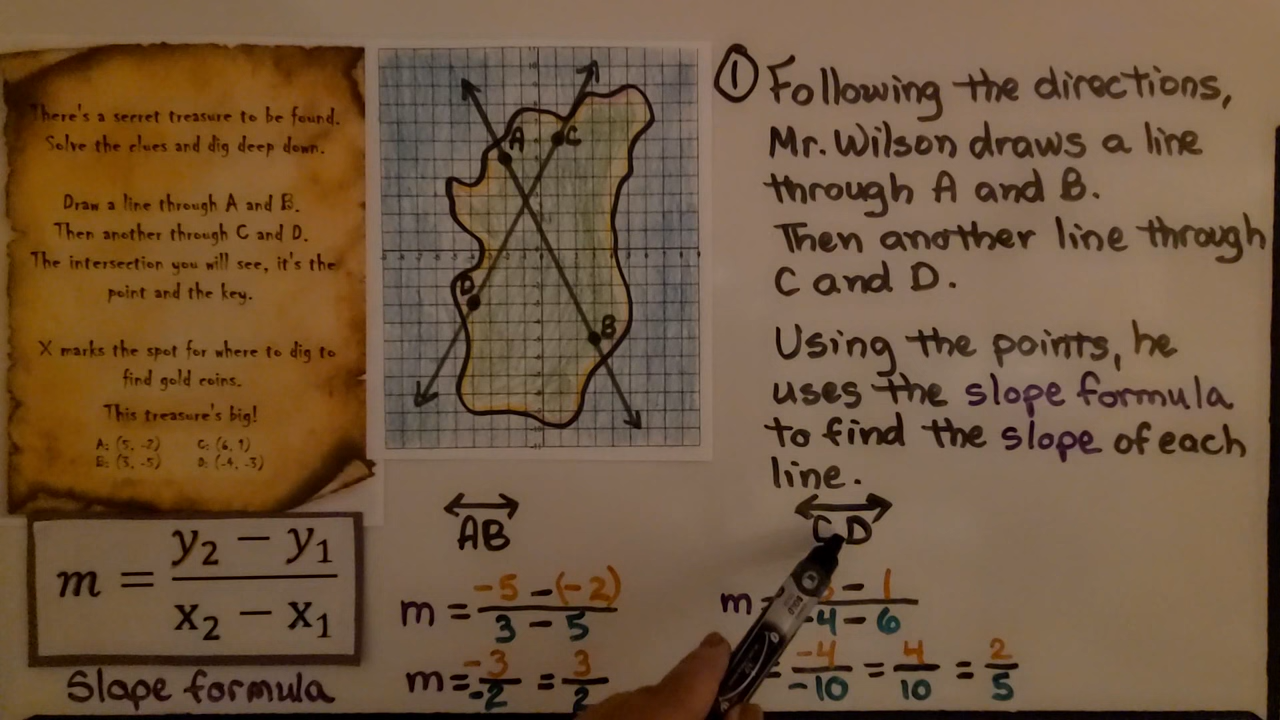 There's a secret treasure to be found.
Solve the clues and dig deep down.
Draw a line through A and B.
Then another through C and D.
The intersection you will see, it's the
point and the key.
X marks the spot for where to dig to
find gold coins.
This treasure's big!
A: (5, -2) C: (6, 1)
B: (3, -5) D: (-4, -3)
m = y₂ − y₁ / x₂ − x₁
Slope formula
A
C
D
B
① Following the directions,
Mr. Wilson draws a line
through A and B.
Then another line through
C and D.
Using the points, he
uses the slope formula
to find the slope of each
line.
AB
m = -5 - (-2) / 3 - 5
m = -3 / -2 = 3 / 2
CD
m = - 1 / -4 - 6
-4 / -10 = 4 / 10 = 2 / 5